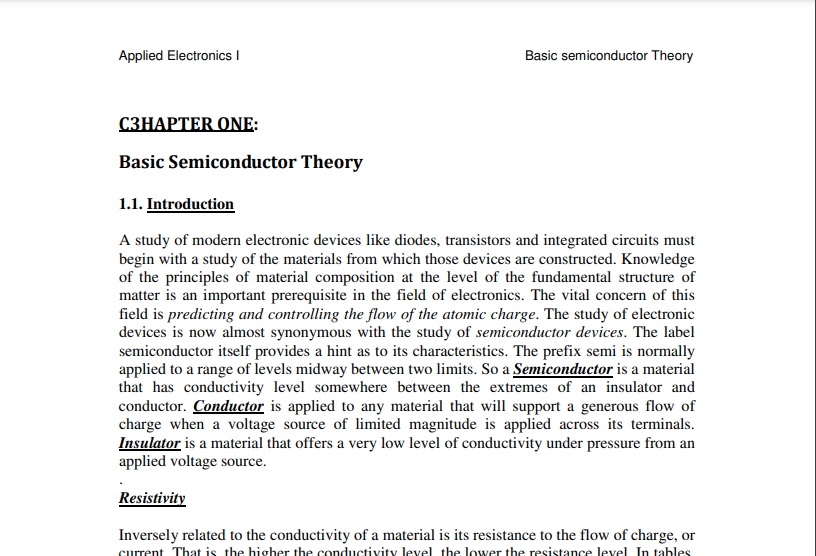 Applied Electronics I Basic semiconductor Theory
C3HAPTER ONE:
Basic Semiconductor Theory
1.1. Introduction
A study of modern electronic devices like diodes, transistors and integrated circuits must
begin with a study of the materials from which those devices are constructed. Knowledge
of the principles of material composition at the level of the fundamental structure of
matter is an important prerequisite in the field of electronics. The vital concern of this
field is predicting and controlling the flow of the atomic charge. The study of electronic
devices is now almost synonymous with the study of semiconductor devices. The label
semiconductor itself provides a hint as to its characteristics. The prefix semi is normally
applied to a range of levels midway between two limits. So a Semiconductor is a material
that has conductivity level somewhere between the extremes of an insulator and
conductor. Conductor is applied to any material that will support a generous flow of
charge when a voltage source of limited magnitude is applied across its terminals.
Insulator is a material that offers a very low level of conductivity under pressure from an
applied voltage source.
.
Resistivity
Inversely related to the conductivity of a material is its resistance to the flow of charge, or
current. That is, the higher the conductivity level, the lower the resistance level. In tables,